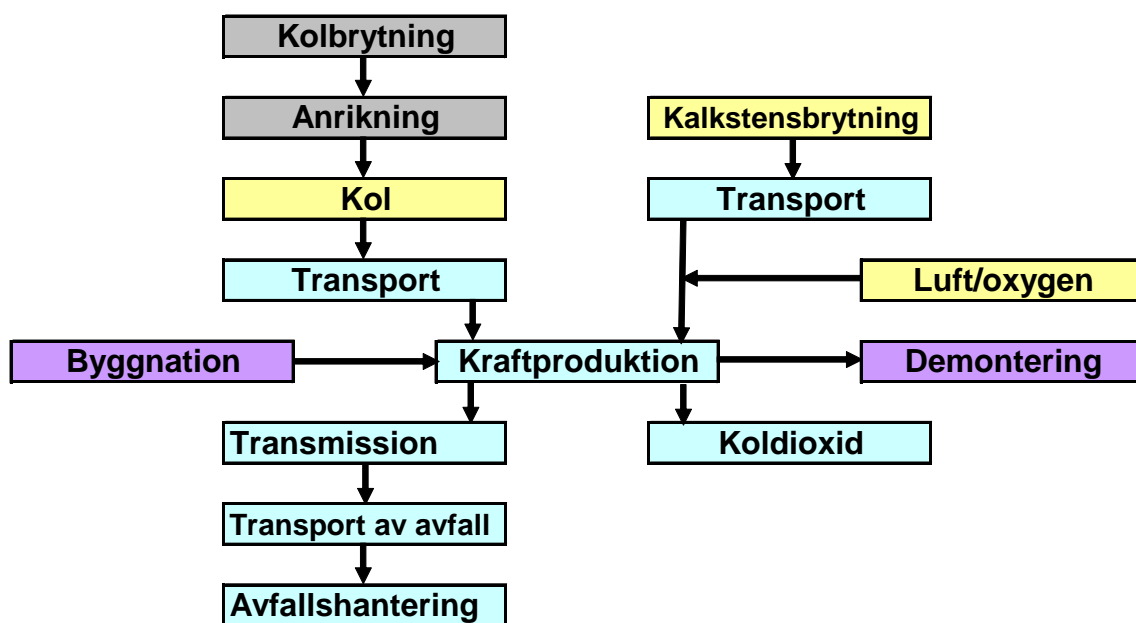 Kolbrytning
Anrikning
Kalkstensbrytning
Kol
Transport
Transport
Luft/oxygen
Byggnation
Kraftproduktion
Demontering
Transmission
Koldioxid
Transport av avfall
Avfallshantering